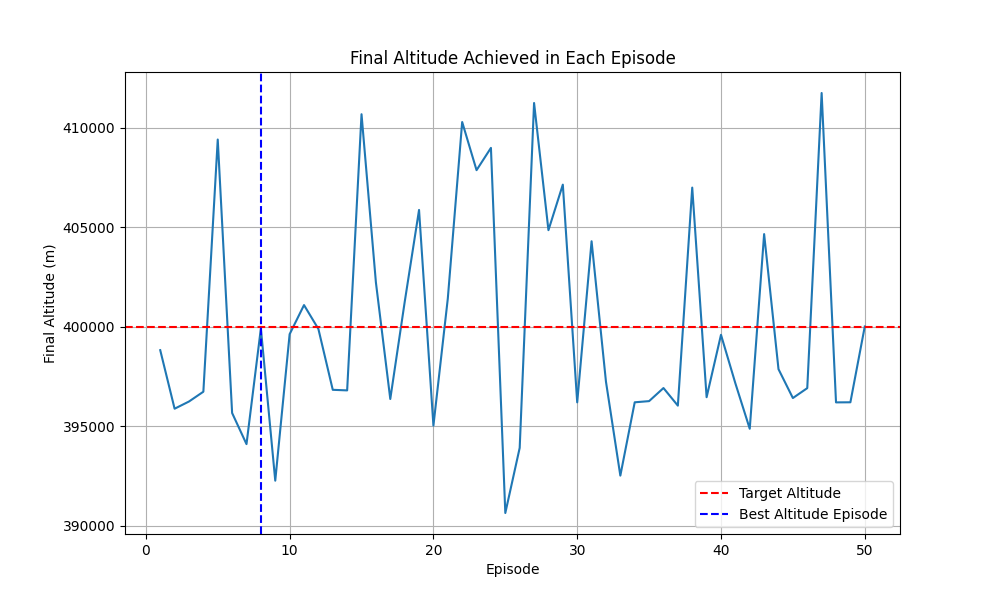 Final Altitude Achieved in Each Episode
Final Altitude (m)
410000
405000
400000
395000
390000
0 10 20 30 40 50
Episode
Target Altitude
Best Altitude Episode